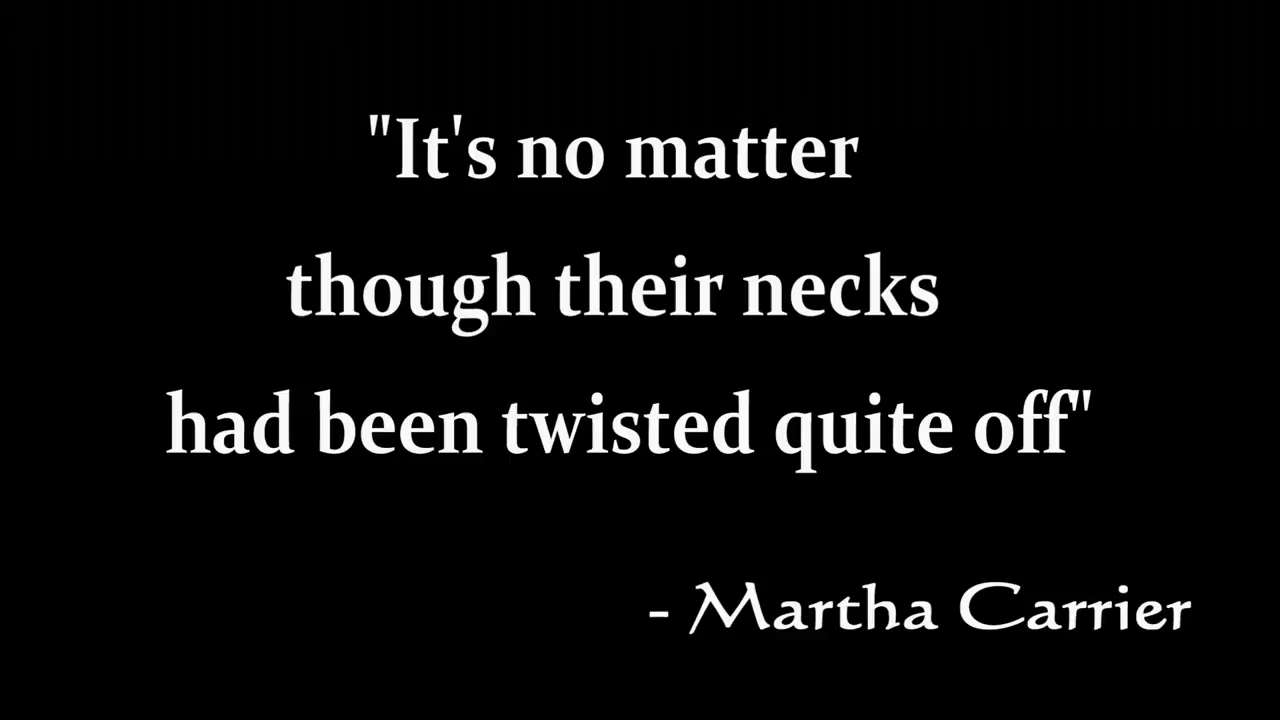 "It's no matter
though their necks
had been twisted quite off"
- Martha Carrier